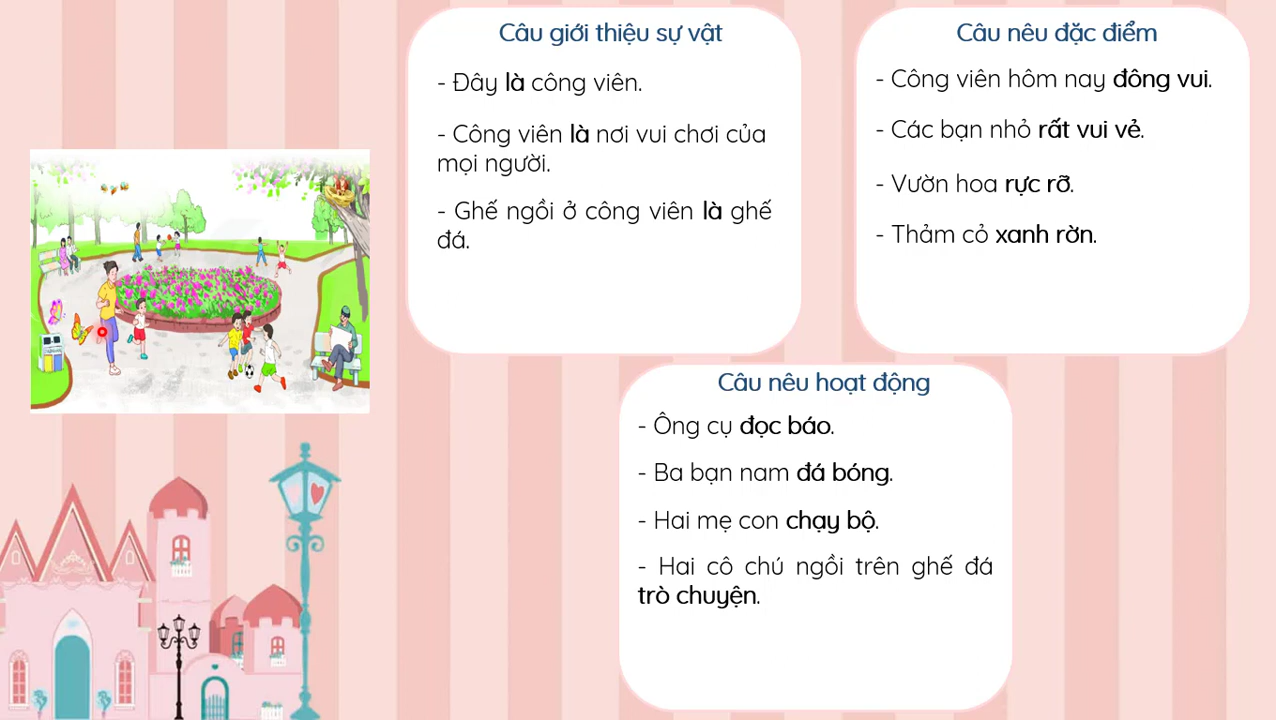 Câu giới thiệu sự vật
- Đây là công viên.
- Công viên là nơi vui chơi của
mọi người.
- Ghế ngồi ở công viên là ghế
đá.
Câu nêu đặc điểm
- Công viên hôm nay đông vui.
- Các bạn nhỏ rất vui vẻ.
- Vườn hoa rực rỡ.
- Thảm cỏ xanh rờn.
Câu nêu hoạt động
- Ông cụ đọc báo.
- Ba bạn nam đá bóng.
- Hai mẹ con chạy bộ.
- Hai cô chú ngồi trên ghế đá
trò chuyện.